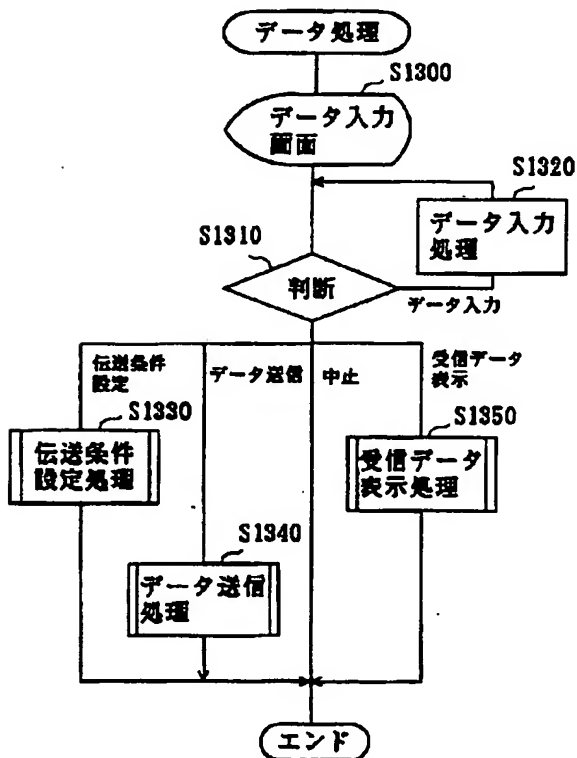 データ処理
S1300
データ入力
画面
S1320
データ入力
処理
S1310
判断
データ入力
伝送条件
設定
データ送信
中止
受信データ
表示
S1330
伝送条件
設定処理
S1350
受信データ
表示処理
S1340
データ送信
処理
エンド